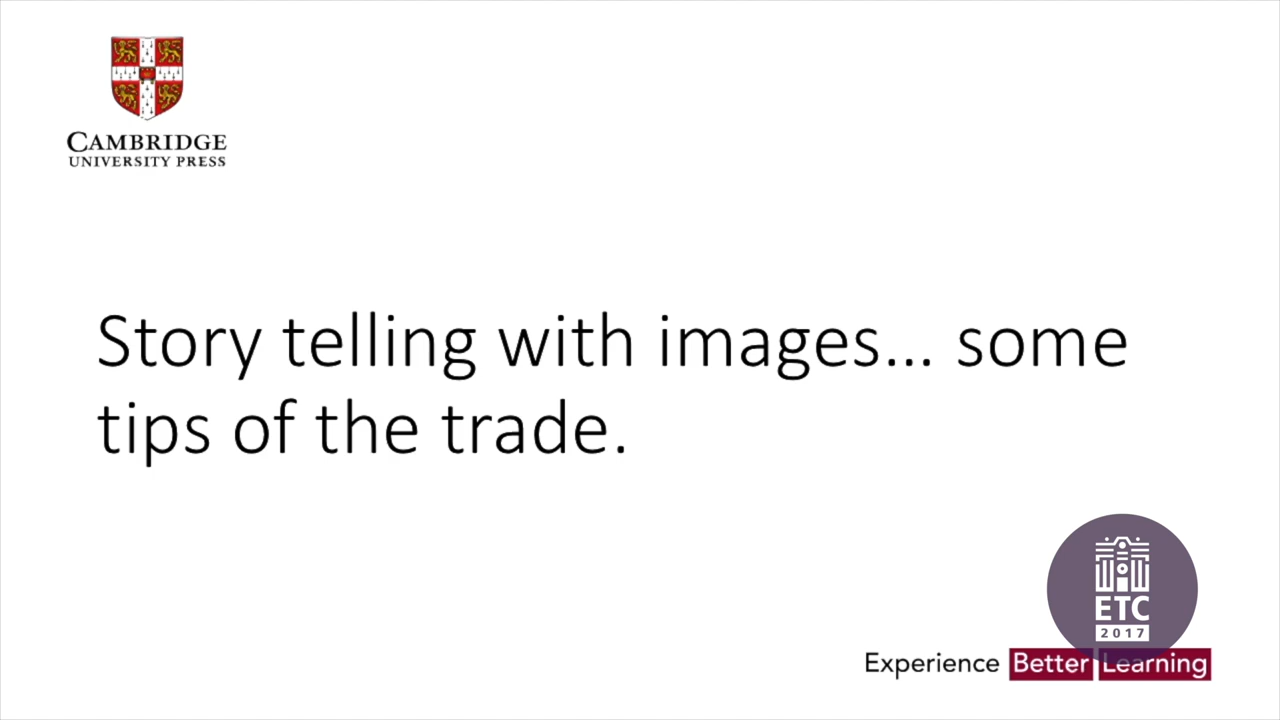 CAMBRIDGE
UNIVERSITY PRESS
Story telling with images... some
tips of the trade.
ETC
2017
Experience Better Learning